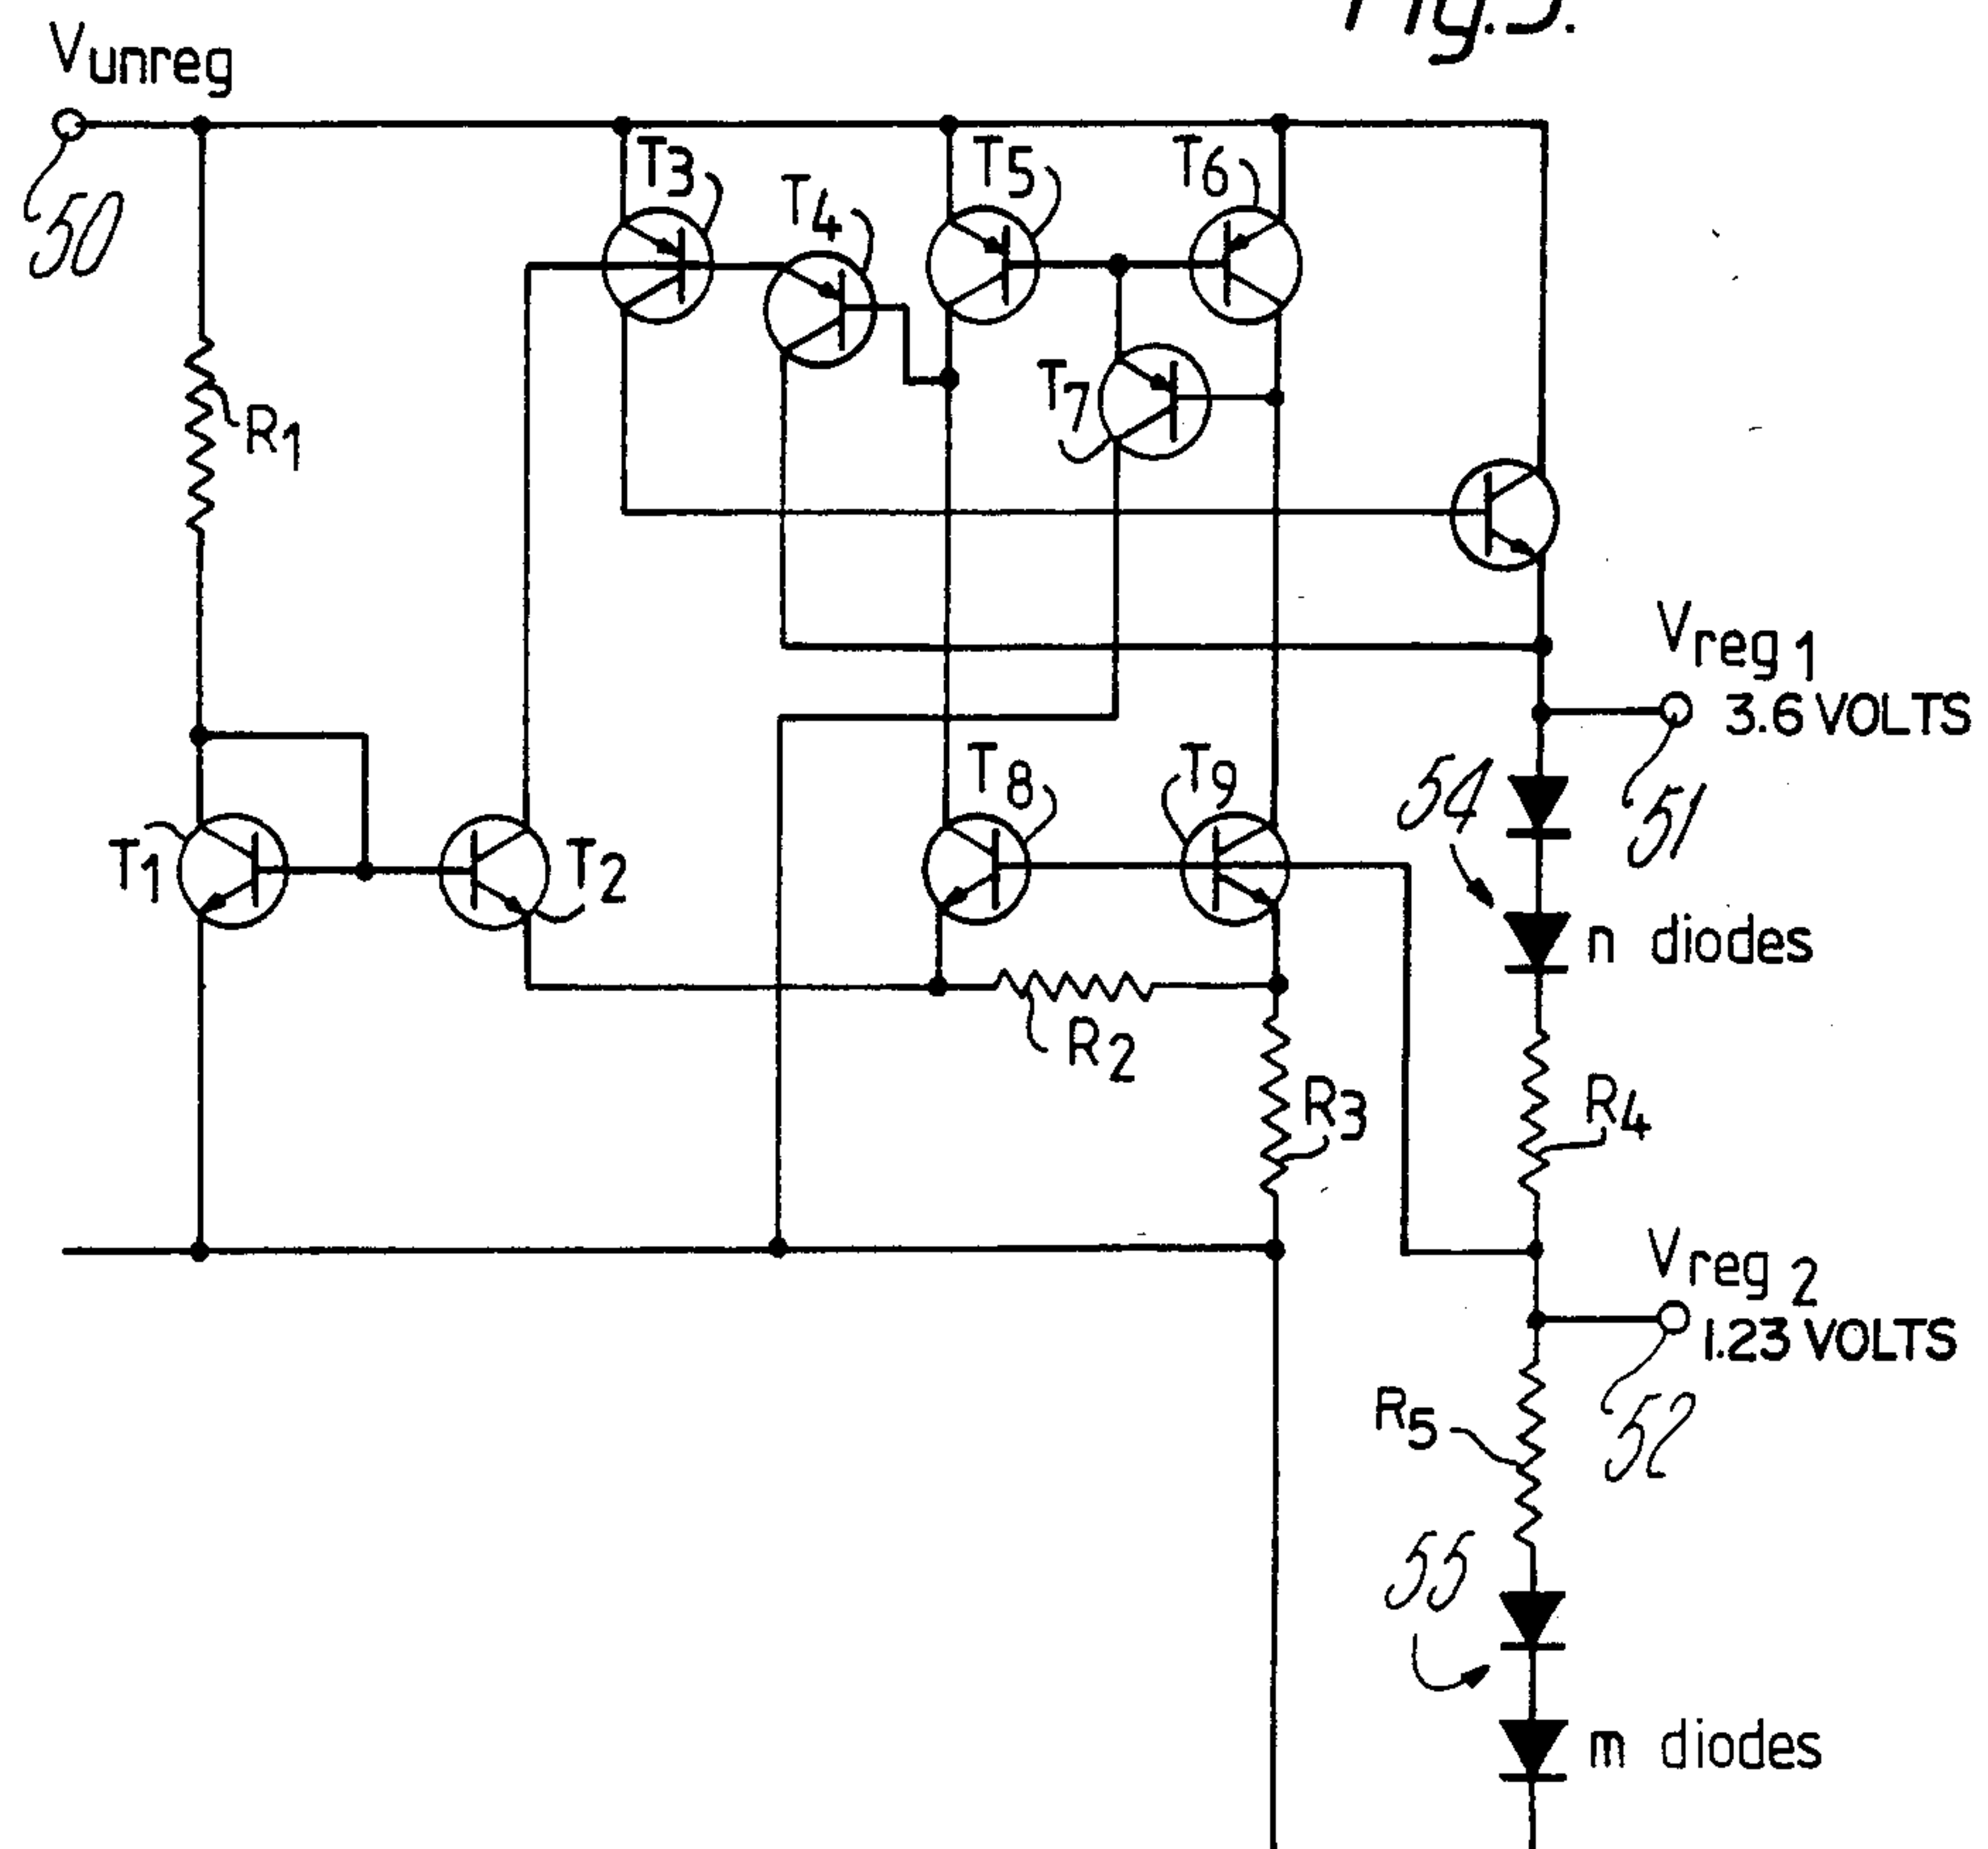 Fig.5.
Vunreg
50
T3
T4
T5
T6
T7
R1
Vreg 1
3.6 VOLTS
51
54
T1
T2
T8
T9
n diodes
R2
R3
R4
Vreg 2
1.23 VOLTS
52
R5
55
m diodes